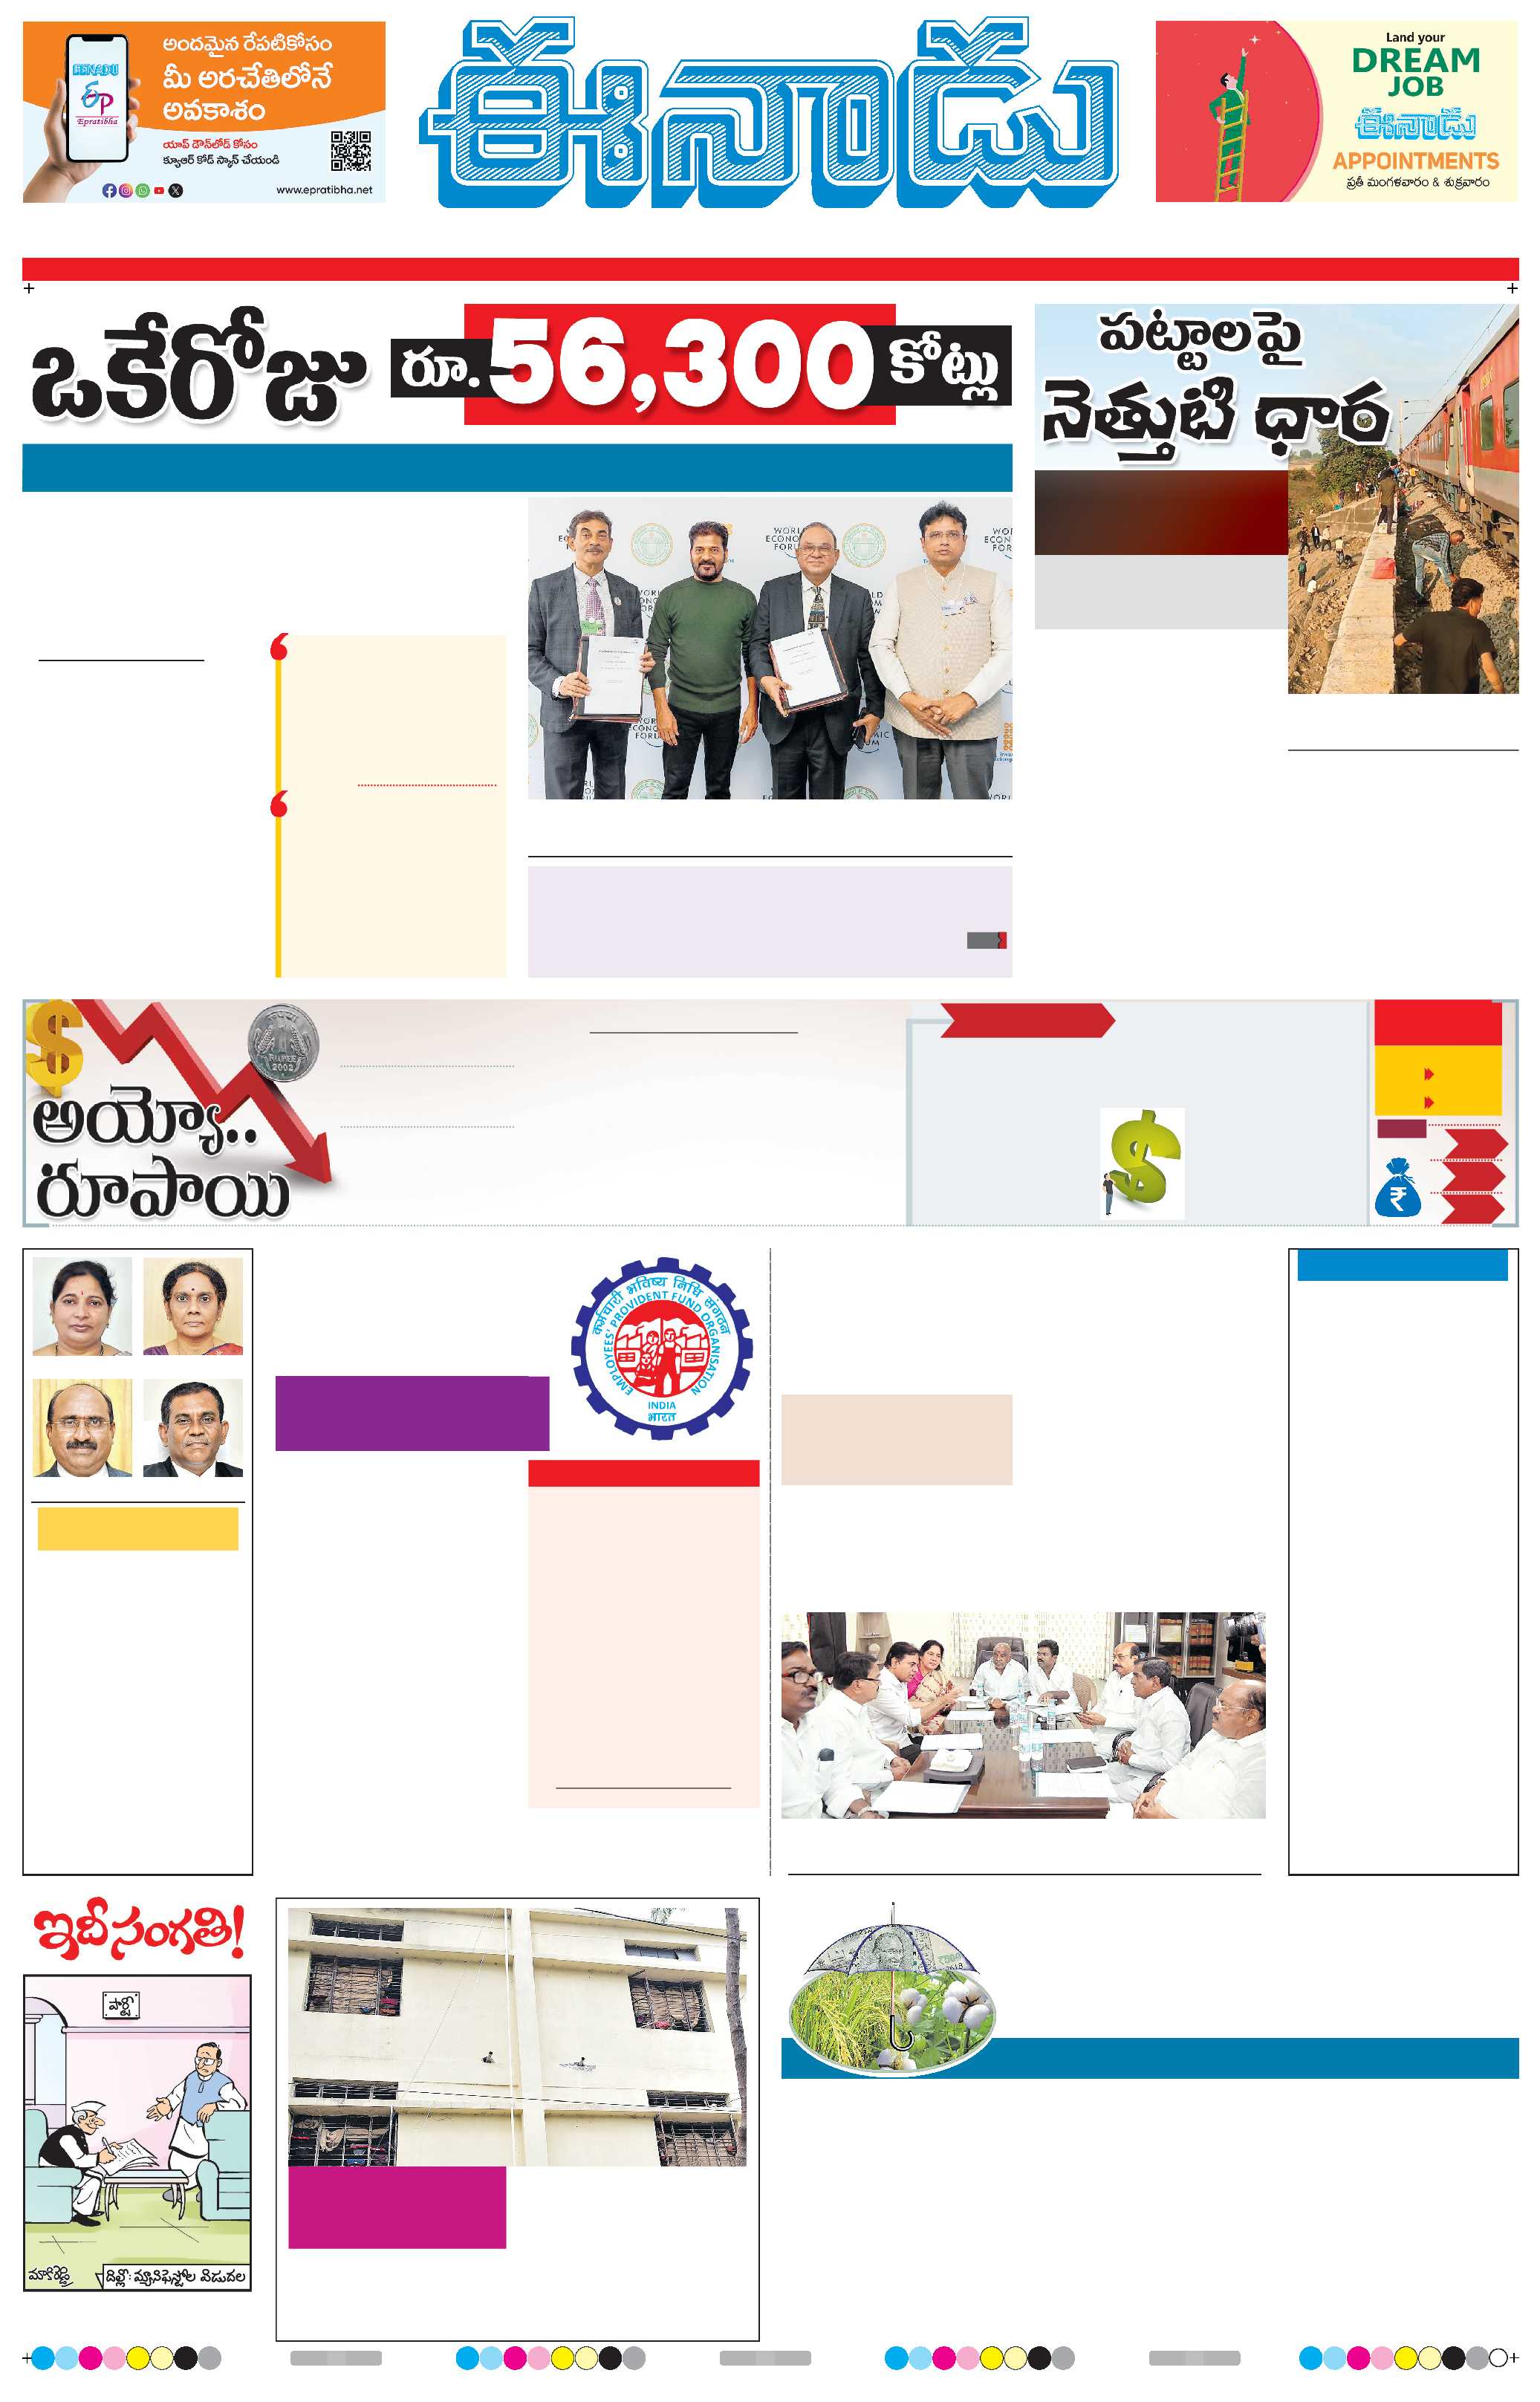 EENADU
Epratibha
అందమైన రేపటికోసం
మీ అరచేతిలోనే
అవకాశం
యాప్ డౌన్‌లోడ్ కోసం
క్యూఆర్ కోడ్ స్కాన్ చేయండి
www.epratibha.net
ఈనాడు
Land your
DREAM
JOB
ఈనాడు
APPOINTMENTS
ప్రతీ మంగళవారం & శుక్రవారం
ఒకేరోజు రూ.56,300 కోట్లు
పట్టాలపై
నెత్తుటి ధార
WORLD
ECONOMIC
FORUM
RUPEE
2002
అయ్యో..
రూపాయి
कर्मचारी भविष्य निधि संगठन
EMPLOYEES' PROVIDENT FUND ORGANISATION
INDIA
भारत
ఇదీ సంగతి!
పార్టీ
దిల్లీ: మ్యానిఫెస్టోల విడుదల